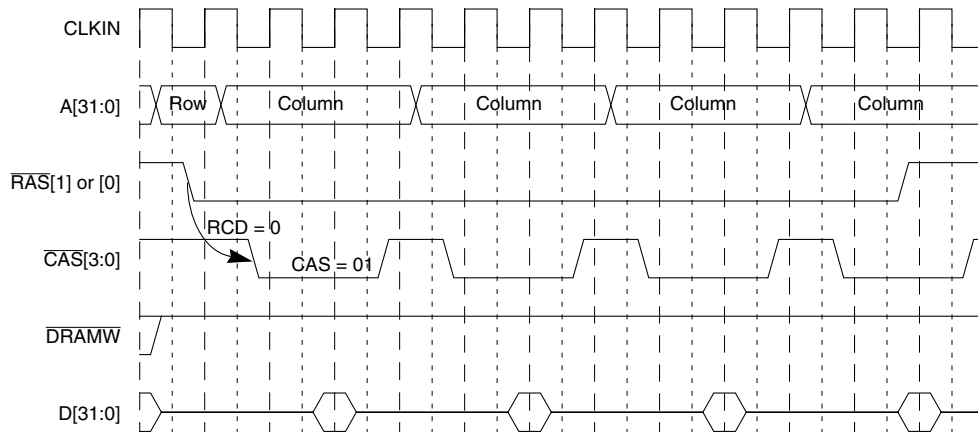 CLKIN
A[31:0] Row Column Column Column Column
RAS[1] or [0]
RCD = 0
CAS[3:0]
CAS = 01
DRAMW
D[31:0]